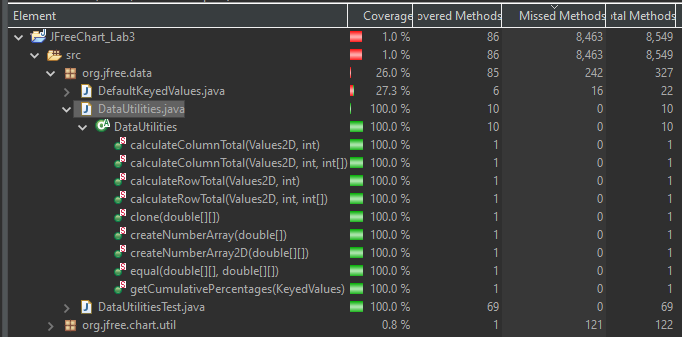 Element Coverage overed Methods Missed Methods otal Methods
JFreeChart_Lab3 1.0 % 86 8,463 8,549
src 1.0 % 86 8,463 8,549
org.jfree.data 26.0 % 85 242 327
DefaultKeyedValues.java 27.3 % 6 16 22
DataUtilities.java 100.0 % 10 0 10
DataUtilities 100.0 % 10 0 10
calculateColumnTotal(Values2D, int) 100.0 % 1 0 1
calculateColumnTotal(Values2D, int, int[]) 100.0 % 1 0 1
calculateRowTotal(Values2D, int) 100.0 % 1 0 1
calculateRowTotal(Values2D, int, int[]) 100.0 % 1 0 1
clone(double[][]) 100.0 % 1 0 1
createNumberArray(double[]) 100.0 % 1 0 1
createNumberArray2D(double[][]) 100.0 % 1 0 1
equal(double[][], double[][]) 100.0 % 1 0 1
getCumulativePercentages(KeyedValues) 100.0 % 1 0 1
DataUtilitiesTest.java 100.0 % 69 0 69
org.jfree.chart.util 0.8 % 1 121 122